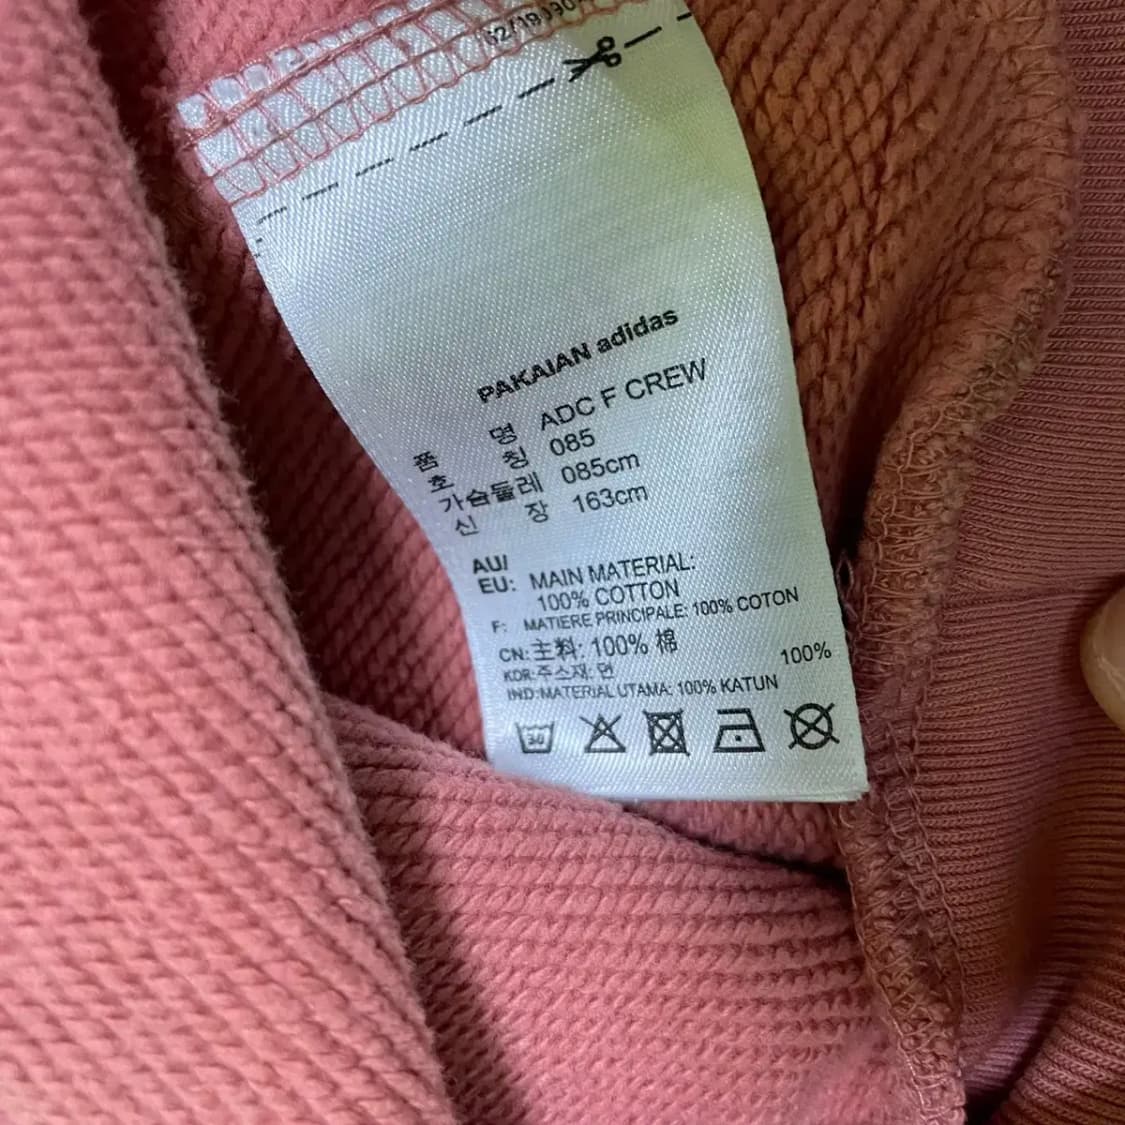 PAKAIAN adidas
품 명 ADC F CREW
호 칭 085
가슴둘레 085cm
신 장 163cm
AU/
EU: MAIN MATERIAL:
100% COTTON
F: MATIERE PRINCIPALE: 100% COTON
CN: 主料: 100% 棉
KOR: 주소재: 면 100%
IND: MATERIAL UTAMA: 100% KATUN
30